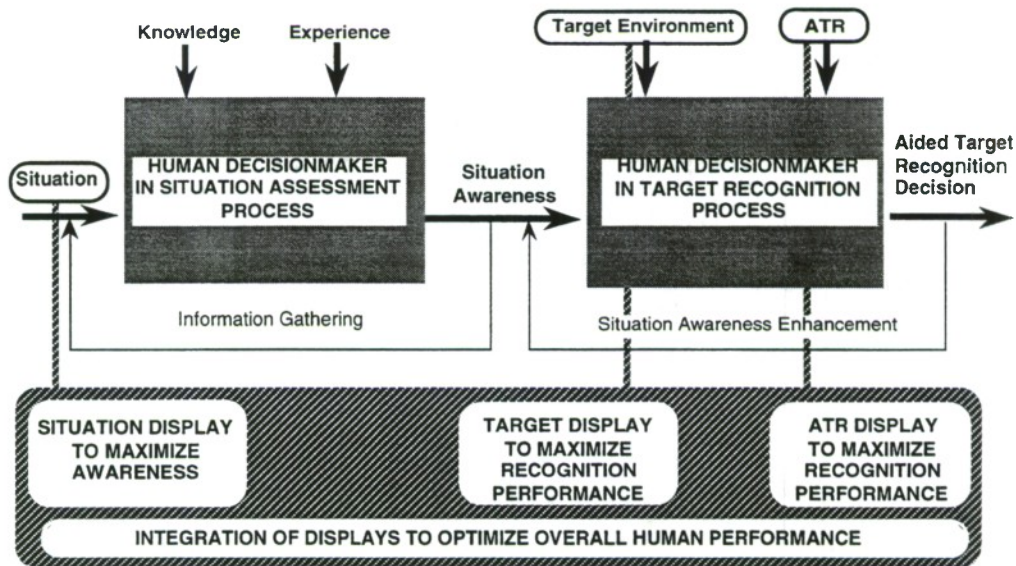 Knowledge
Experience
Target Environment
ATR
Situation
HUMAN DECISIONMAKER
IN SITUATION ASSESSMENT
PROCESS
Situation
Awareness
HUMAN DECISIONMAKER
IN TARGET RECOGNITION
PROCESS
Aided Target
Recognition
Decision
Information Gathering
Situation Awareness Enhancement
SITUATION DISPLAY
TO MAXIMIZE
AWARENESS
TARGET DISPLAY
TO MAXIMIZE
RECOGNITION
PERFORMANCE
ATR DISPLAY
TO MAXIMIZE
RECOGNITION
PERFORMANCE
INTEGRATION OF DISPLAYS TO OPTIMIZE OVERALL HUMAN PERFORMANCE